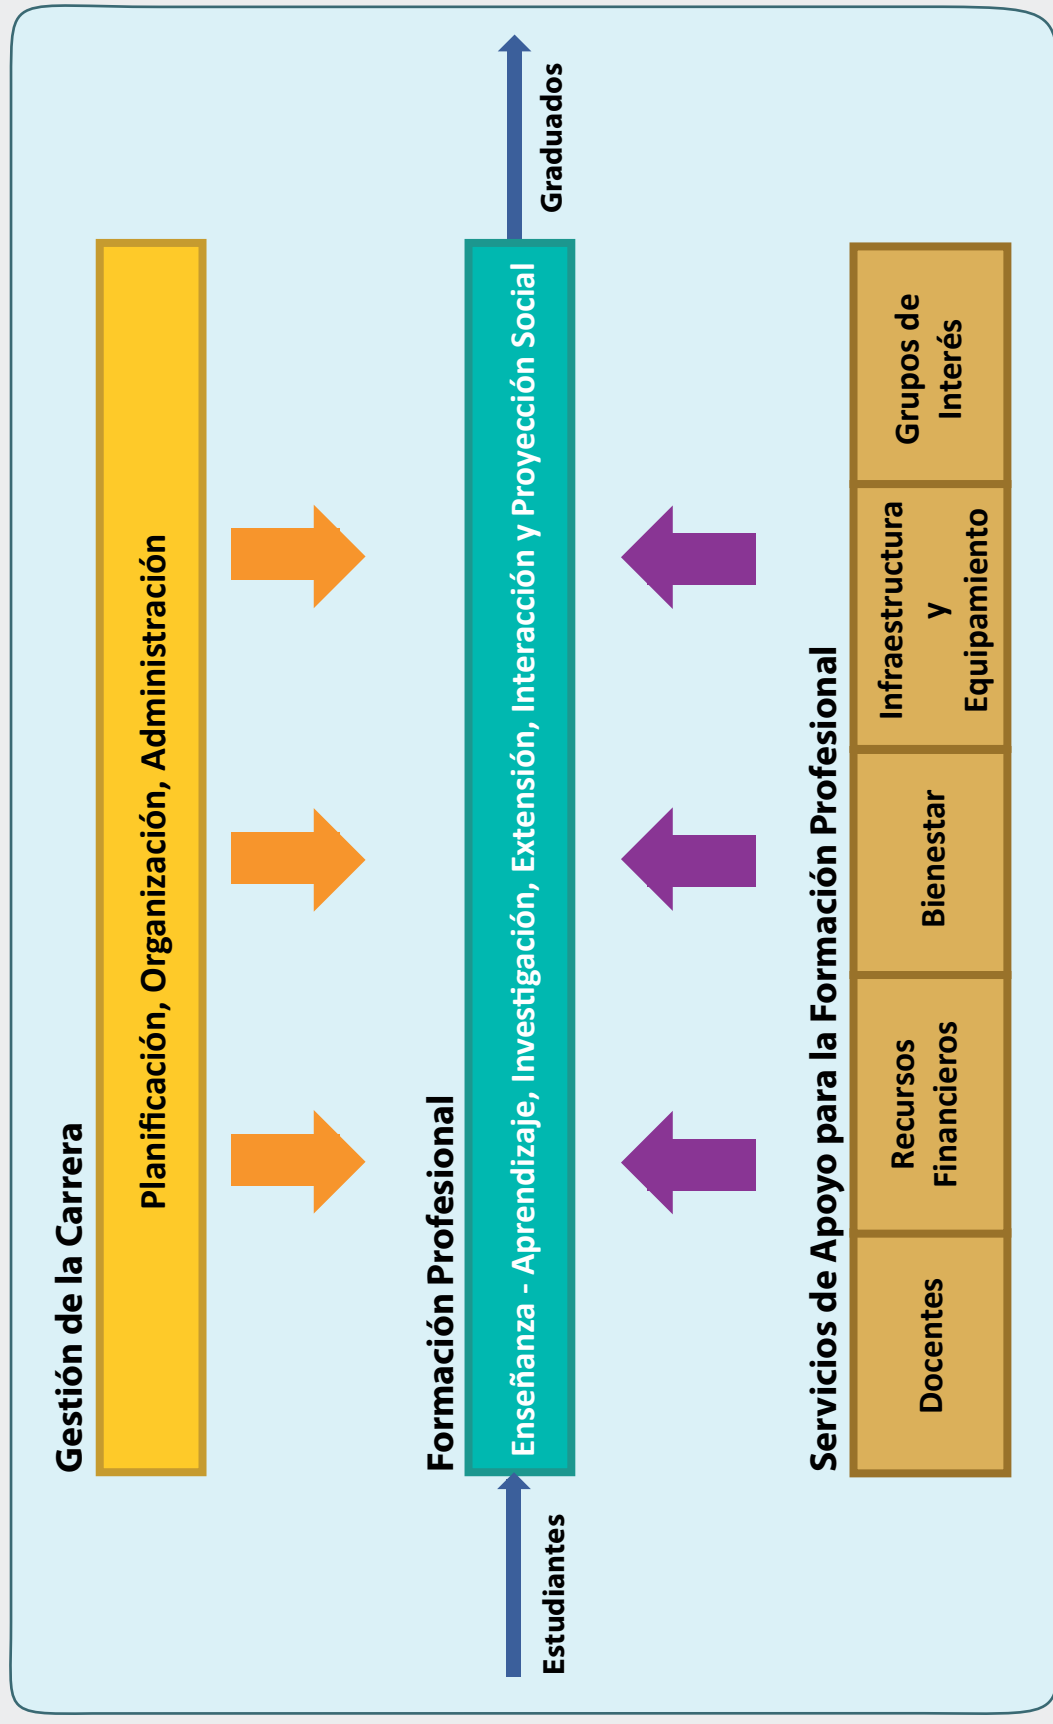 Gestión de la Carrera
Planificación, Organización, Administración
Formación Profesional
Estudiantes
Enseñanza - Aprendizaje, Investigación, Extensión, Interacción y Proyección Social
Graduados
Servicios de Apoyo para la Formación Profesional
Docentes
Recursos
Financieros
Bienestar
Infraestructura
y
Equipamiento
Grupos de
Interés